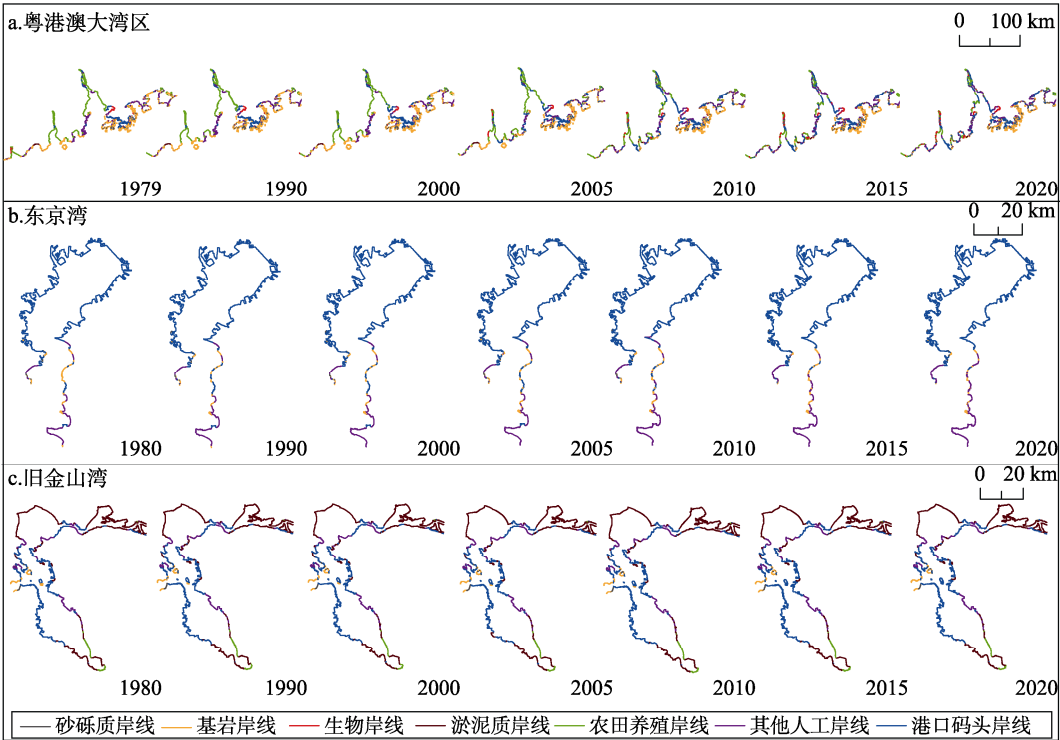 a.粤港澳大湾区
0 100 km
1979 1990 2000 2005 2010 2015 2020
b.东京湾
0 20 km
1980 1990 2000 2005 2010 2015 2020
c.旧金山湾
0 20 km
1980 1990 2000 2005 2010 2015 2020
砂砾质岸线 基岩岸线 生物岸线 淤泥质岸线 农田养殖岸线 其他人工岸线 港口码头岸线